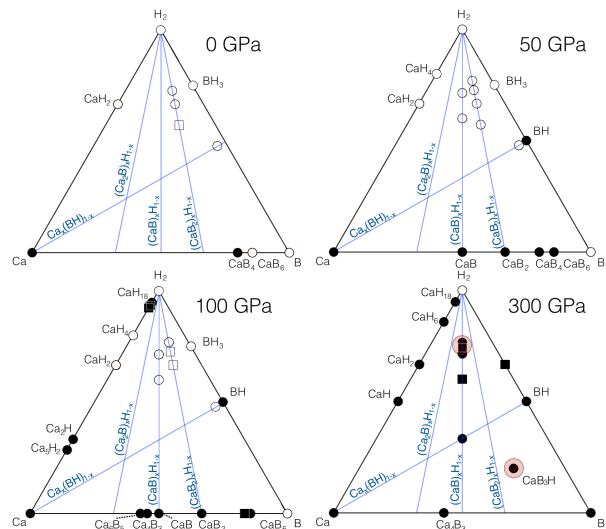 H2
0 GPa
BH3
CaH2
(Ca2B)xH1-x
(CaB)xH1-x
(CaB2)xH1-x
Cax(BH)1-x
Ca
CaB4
CaB6
B
H2
50 GPa
CaH4
BH3
CaH2
BH
(Ca2B)xH1-x
(CaB)xH1-x
(CaB2)xH1-x
Cax(BH)1-x
Ca
CaB
CaB2
CaB4
CaB6
B
H2
100 GPa
CaH18
CaH4
BH3
CaH2
BH
Ca2H
Ca5H2
(Ca2B)xH1-x
(CaB)xH1-x
(CaB2)xH1-x
Cax(BH)1-x
Ca
CaB
CaB6
B
H2
300 GPa
CaH18
CaH6
CaH2
CaH
BH
(Ca2B)xH1-x
(CaB)xH1-x
(CaB2)xH1-x
Cax(BH)1-x
Ca
B